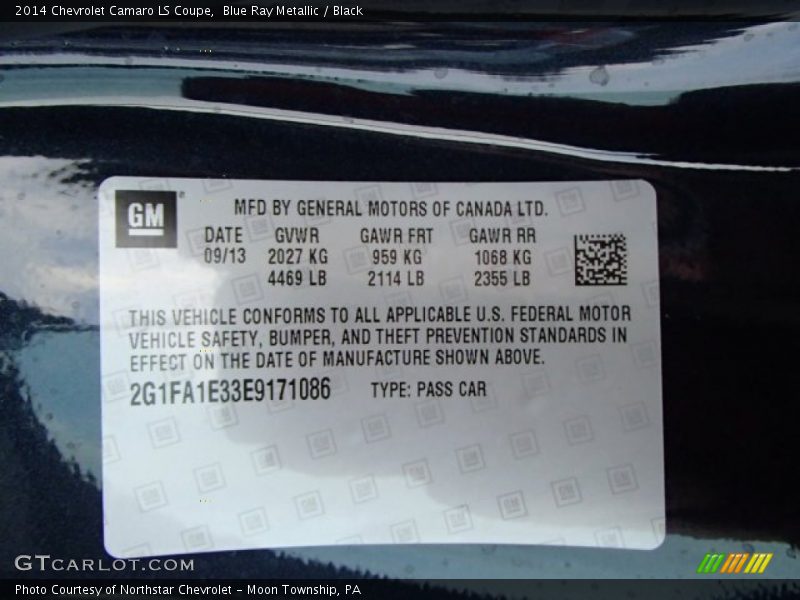 2014 Chevrolet Camaro LS Coupe, Blue Ray Metallic / Black
GM
MFD BY GENERAL MOTORS OF CANADA LTD.
DATE GVWR GAWR FRT GAWR RR
09/13 2027 KG 959 KG 1068 KG
4469 LB 2114 LB 2355 LB
THIS VEHICLE CONFORMS TO ALL APPLICABLE U.S. FEDERAL MOTOR
VEHICLE SAFETY, BUMPER, AND THEFT PREVENTION STANDARDS IN
EFFECT ON THE DATE OF MANUFACTURE SHOWN ABOVE.
2G1FA1E33E9171086 TYPE: PASS CAR
GTCARLOT.COM
Photo Courtesy of Northstar Chevrolet - Moon Township, PA